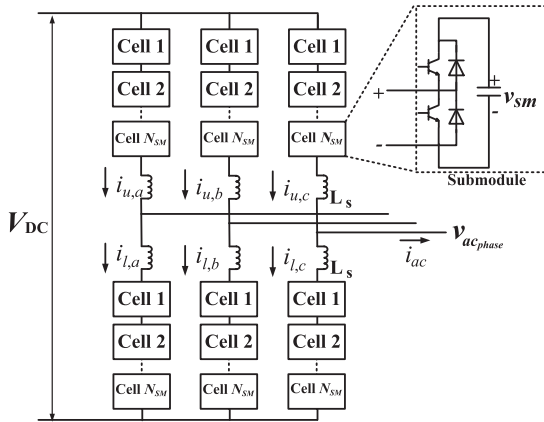 Cell 1 Cell 1 Cell 1
Cell 2 Cell 2 Cell 2
Cell N_SM Cell N_SM Cell N_SM
+
-
+
v_sm
-
Submodule
i_u,a i_u,b i_u,c L_s
V_DC
v_ac_phase
i_ac
i_l,a i_l,b i_l,c L_s
Cell 1 Cell 1 Cell 1
Cell 2 Cell 2 Cell 2
Cell N_SM Cell N_SM Cell N_SM